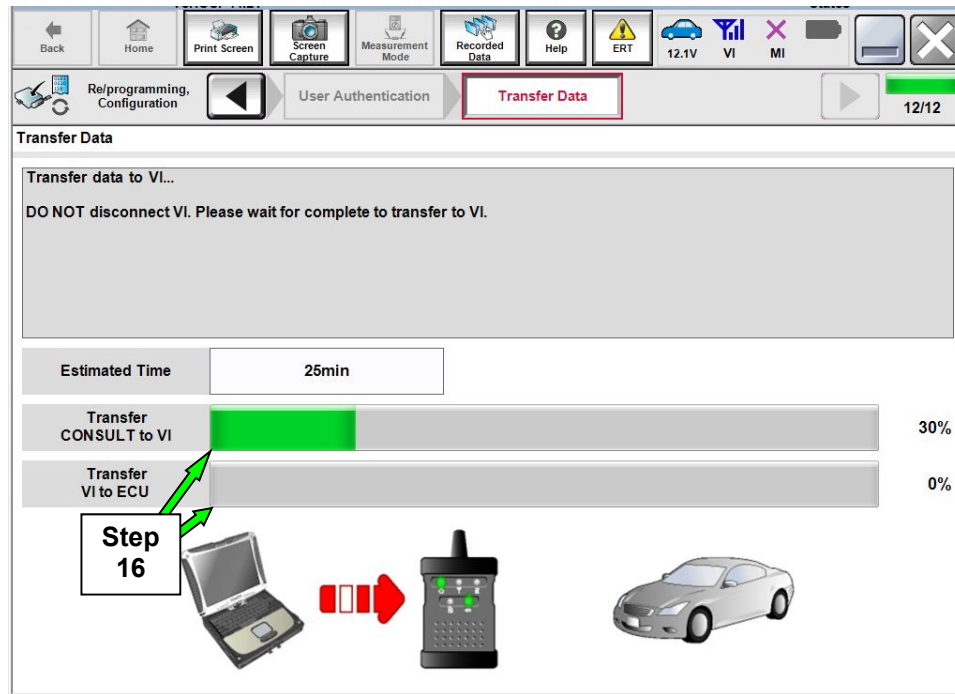 Back
Home
Print Screen
Screen
Capture
Measurement
Mode
Recorded
Data
Help
ERT
12.1V
VI
MI
Re/programming,
Configuration
User Authentication
Transfer Data
12/12
Transfer Data
Transfer data to VI...
DO NOT disconnect VI. Please wait for complete to transfer to VI.
Estimated Time
25min
Transfer
CONSULT to VI
30%
Transfer
VI to ECU
0%
Step
16